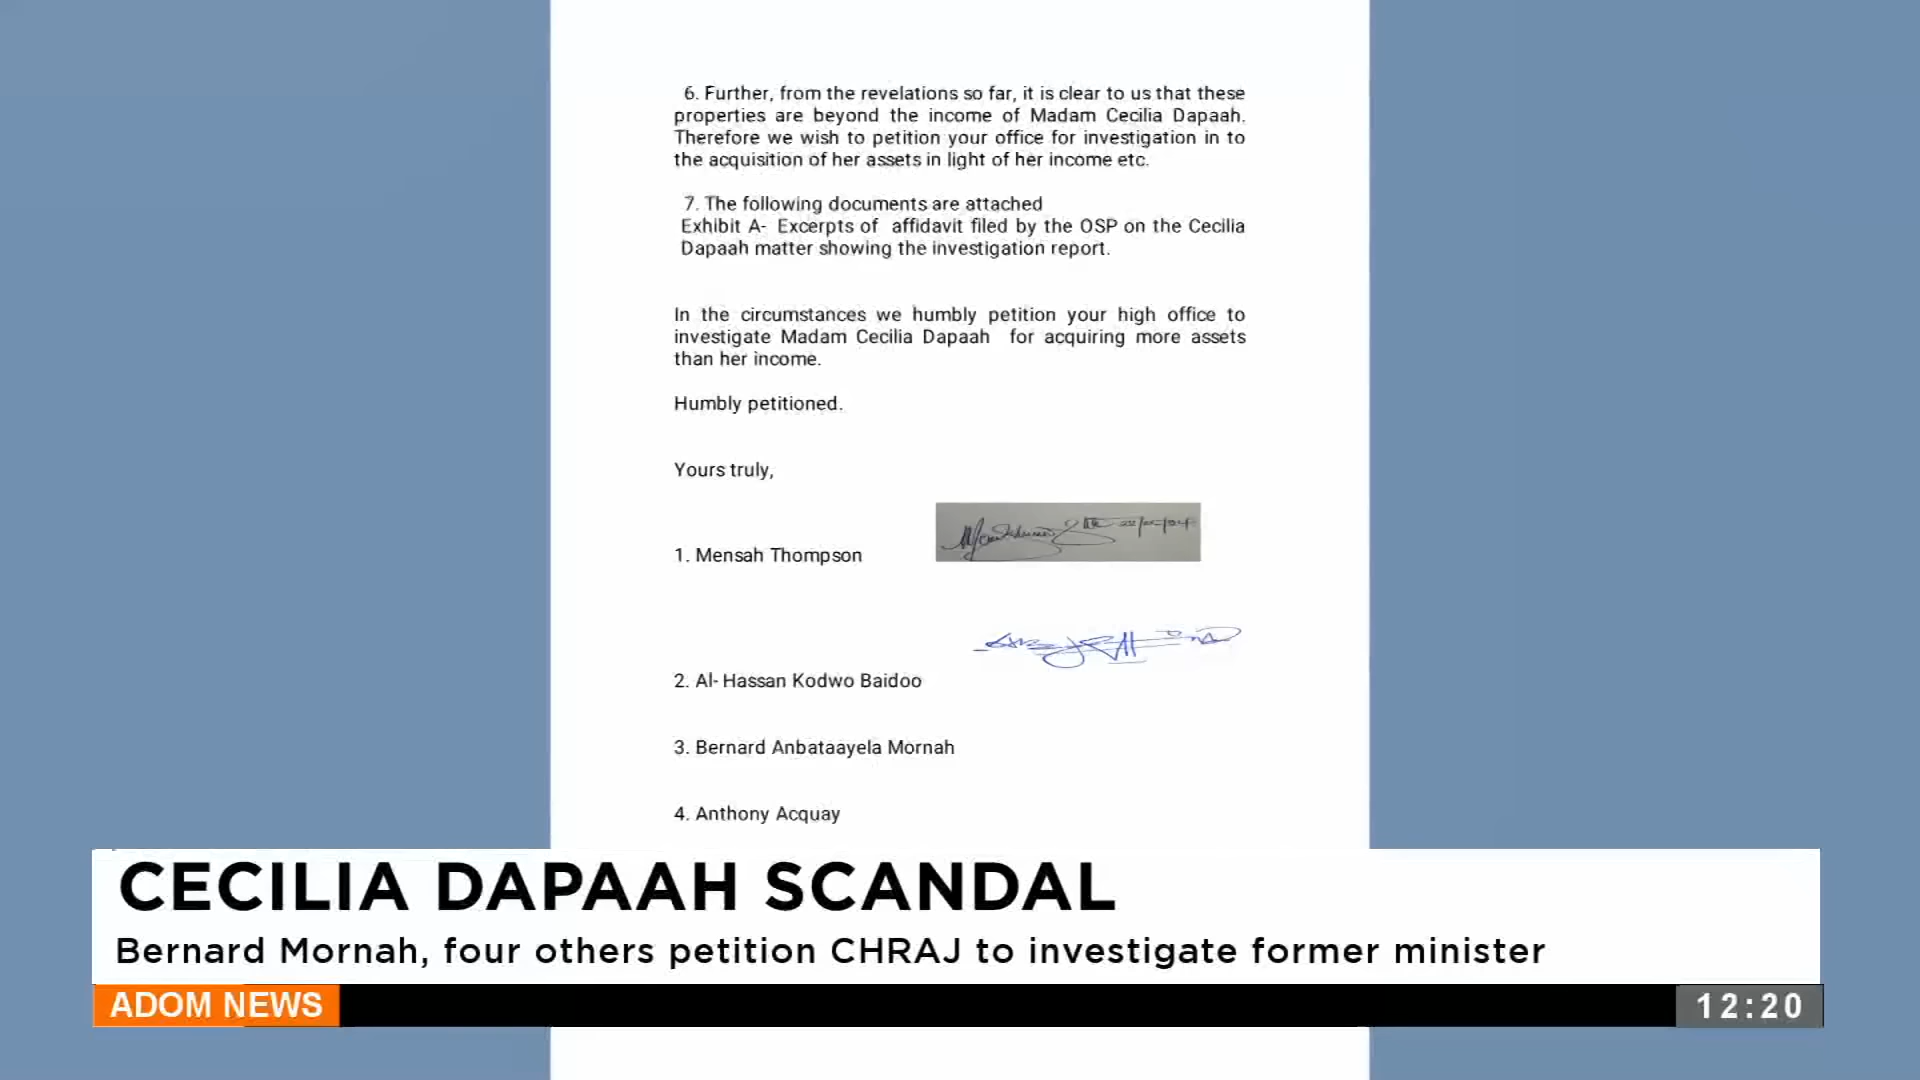 6. Further, from the revelations so far, it is clear to us that these
properties are beyond the income of Madam Cecilia Dapaah.
Therefore we wish to petition your office for investigation in to
the acquisition of her assets in light of her income etc.
7. The following documents are attached
Exhibit A- Excerpts of affidavit filed by the OSP on the Cecilia
Dapaah matter showing the investigation report.
In the circumstances we humbly petition your high office to
investigate Madam Cecilia Dapaah for acquiring more assets
than her income.
Humbly petitioned.
Yours truly,
1. Mensah Thompson
2. Al- Hassan Kodwo Baidoo
3. Bernard Anbataayela Mornah
4. Anthony Acquay
CECILIA DAPAAH SCANDAL
Bernard Mornah, four others petition CHRAJ to investigate former minister
ADOM NEWS
12:20